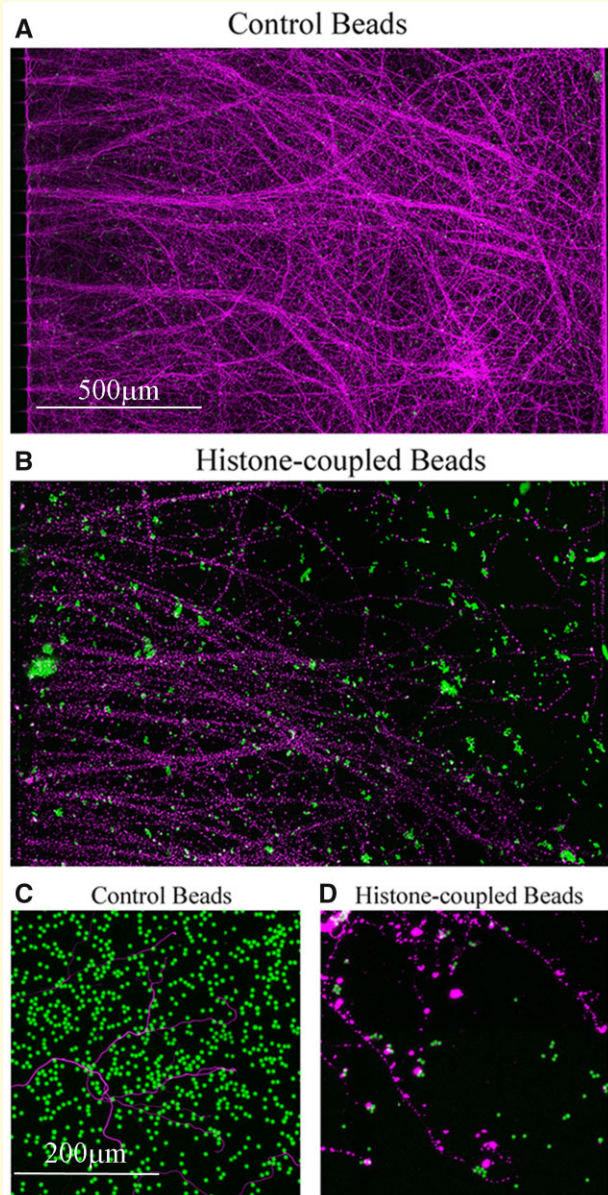 A Control Beads
500μm
B Histone-coupled Beads
C Control Beads
D Histone-coupled Beads
200μm